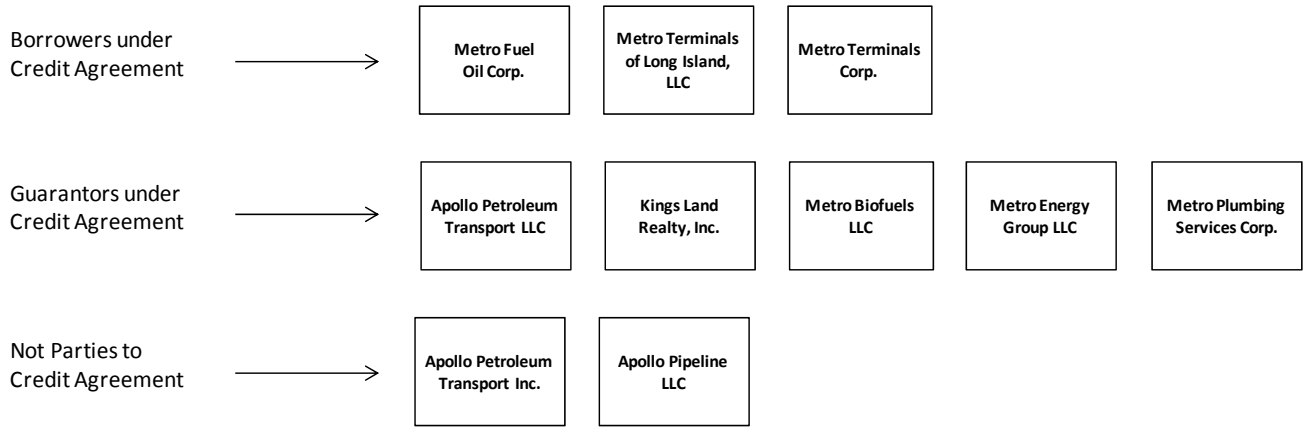 Borrowers under
Credit Agreement
Metro Fuel
Oil Corp.
Metro Terminals
of Long Island,
LLC
Metro Terminals
Corp.
Guarantors under
Credit Agreement
Apollo Petroleum
Transport LLC
Kings Land
Realty, Inc.
Metro Biofuels
LLC
Metro Energy
Group LLC
Metro Plumbing
Services Corp.
Not Parties to
Credit Agreement
Apollo Petroleum
Transport Inc.
Apollo Pipeline
LLC